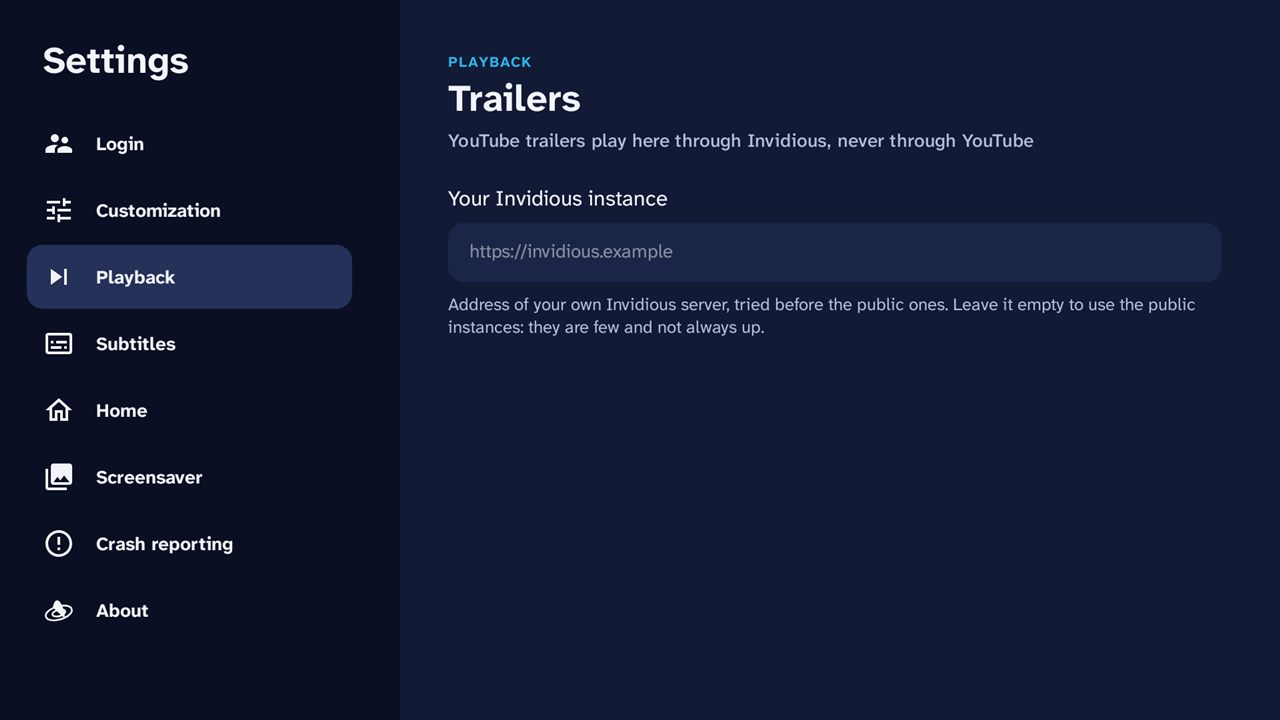 Settings
Login
Customization
Playback
Subtitles
Home
Screensaver
Crash reporting
About
PLAYBACK
Trailers
YouTube trailers play here through Invidious, never through YouTube
Your Invidious instance
https://invidious.example
Address of your own Invidious server, tried before the public ones. Leave it empty to use the public
instances: they are few and not always up.